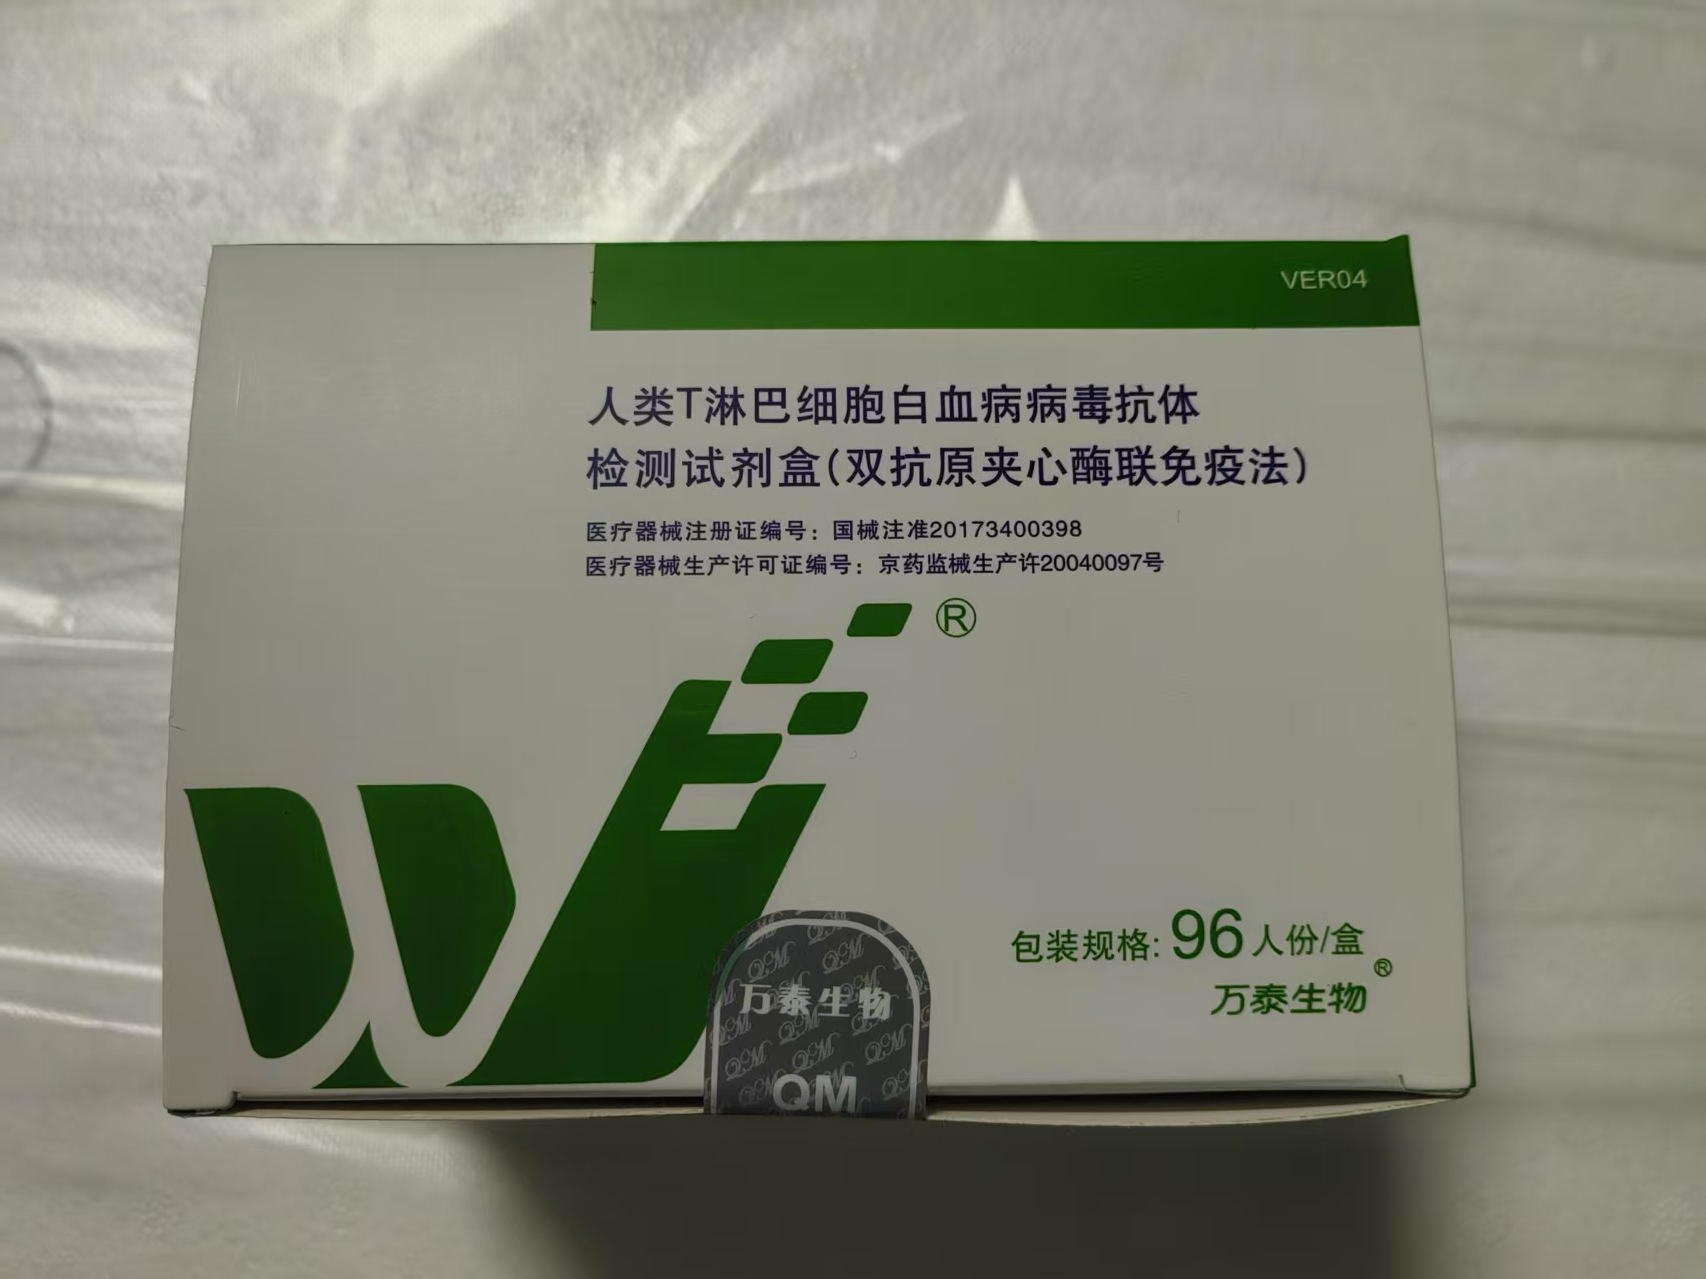 VER04
人类T淋巴细胞白血病病毒抗体
检测试剂盒(双抗原夹心酶联免疫法)
医疗器械注册证编号：国械注准20173400398
医疗器械生产许可证编号：京药监械生产许20040097号
®
包装规格: 96人份/盒
万泰生物®
万泰生物
QM